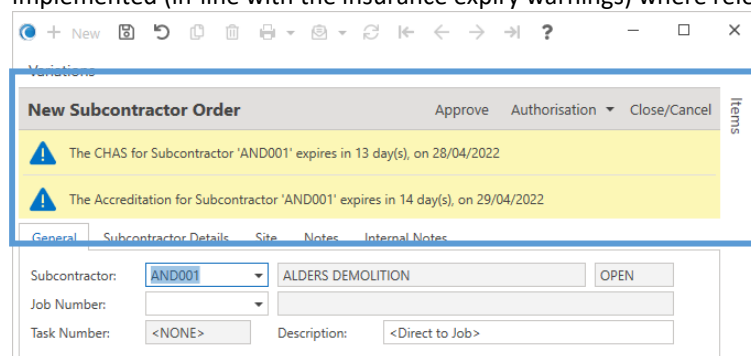 implemented (in-line with the insurance expiry warnings) where rele
New
?
Variations
New Subcontract Order Approve Authorisation Close/Cancel
Items
The CHAS for Subcontractor 'AND001' expires in 13 day(s), on 28/04/2022
The Accreditation for Subcontractor 'AND001' expires in 14 day(s), on 29/04/2022
General Subcontractor Details Site Notes Internal Notes
Subcontractor: AND001 ALDERS DEMOLITION OPEN
Job Number:
Task Number: <NONE> Description: <Direct to Job>